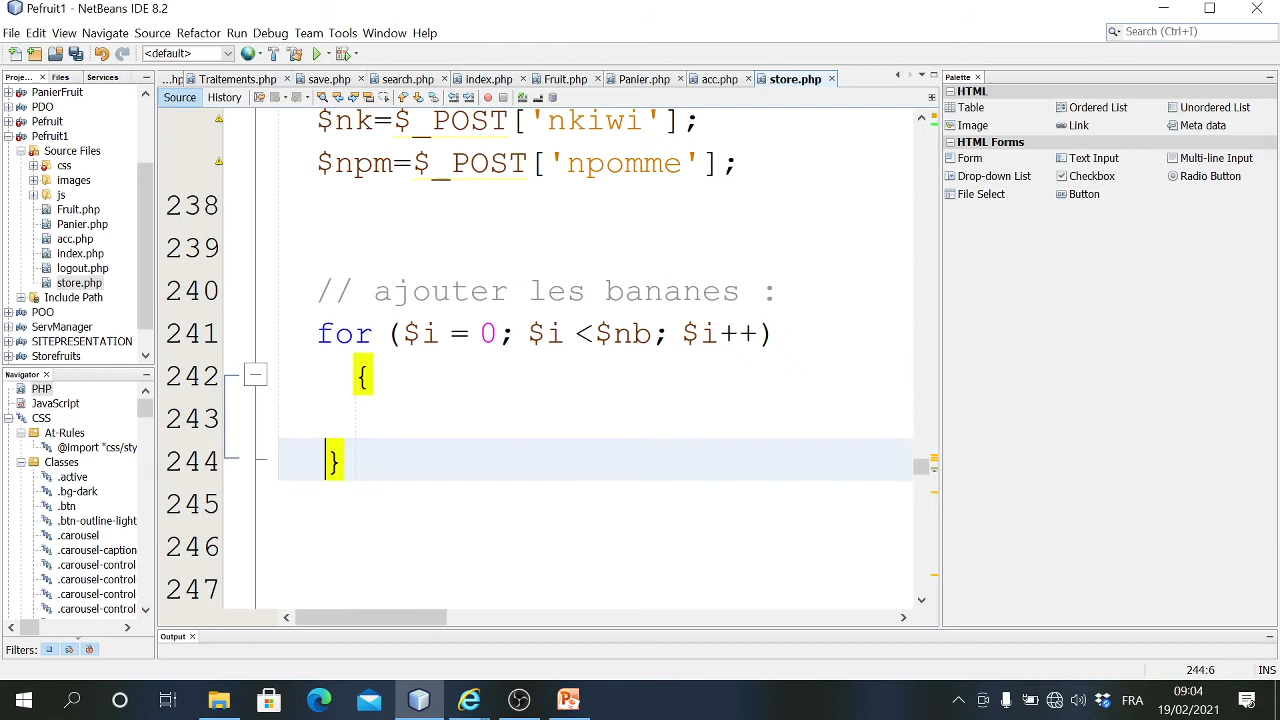 Pefruit1 - NetBeans IDE 8.2
File Edit View Navigate Source Refactor Run Debug Team Tools Window Help
Search (Ctrl+I)
<default>
Proje... Files Services
...hp Traitements.php save.php search.php Index.php Fruit.php Panier.php acc.php store.php
Palette
Source History
PanierFruit
PDO
Pefruit
Pefruit1
Source Files
css
images
js
Fruit.php
Panier.php
acc.php
index.php
logout.php
store.php
Include Path
POO
ServManager
SITEPRESENTATION
Storefruits
Navigator
PHP
JavaScript
CSS
At-Rules
@import "css/sty
Classes
.active
.bg-dark
.btn
.btn-outline-light
.carousel
.carousel-caption
.carousel-control
.carousel-control
.carousel-control
.carousel-control
Filters:
$nk=$_POST['nkiwi'];
$npm=$_POST['npomme'];
238
239
240 // ajouter les bananes :
241 for ($i = 0; $i <$nb; $i++)
242 {
243
244 }
245
246
247
HTML
Table Ordered List Unordered List
Image Link Meta data
HTML Forms
Form Text Input Multi-line Input
Drop-down List Checkbox Radio Button
File Select Button
Output
244:6 INS
FRA
09:04
19/02/2021